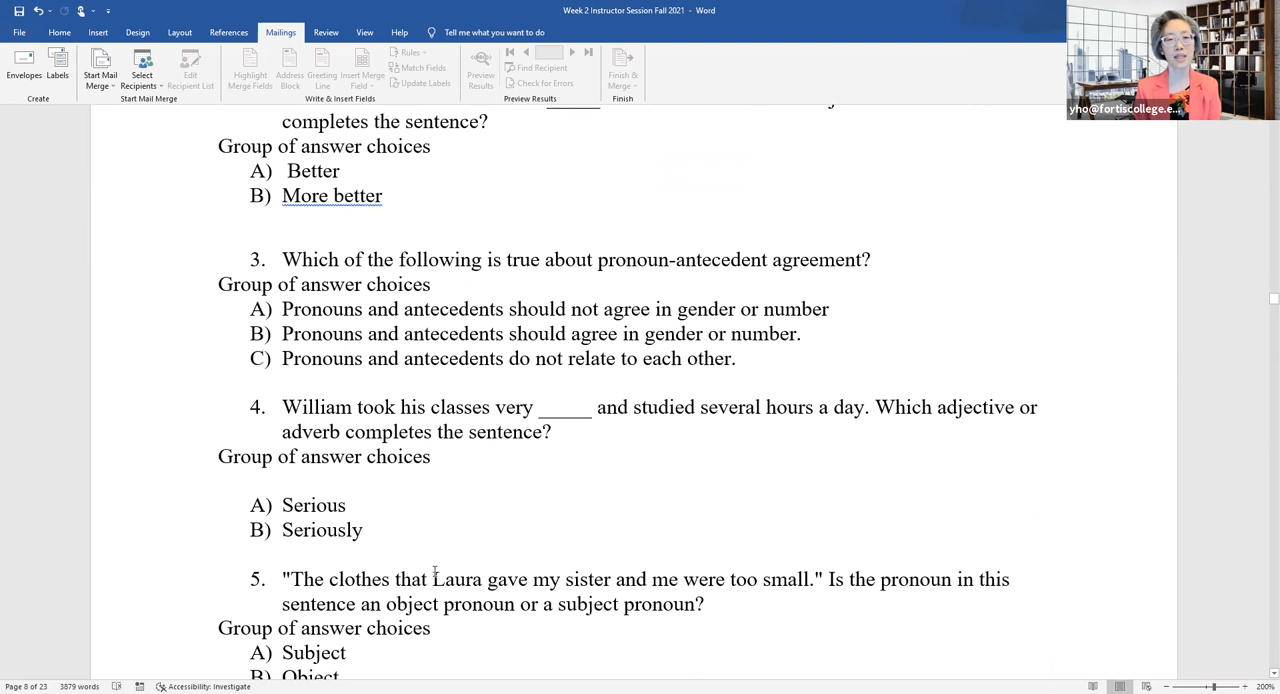 Week 2 Instructor Session Fall 2021 - Word
File Home Insert Design Layout References Mailings Review View Help Tell me what you want to do
Envelopes Labels Start Mail Merge Select Recipients Edit Recipient List Highlight Merge Fields Address Block Greeting Line Insert Merge Field Rules Match Fields Update Labels Preview Results Find Recipient Check for Errors Finish & Merge
Create Start Mail Merge Write & Insert Fields Preview Results Finish
yho@fortiscollege.e...
completes the sentence?
Group of answer choices
A) Better
B) More better
3. Which of the following is true about pronoun-antecedent agreement?
Group of answer choices
A) Pronouns and antecedents should not agree in gender or number
B) Pronouns and antecedents should agree in gender or number.
C) Pronouns and antecedents do not relate to each other.
4. William took his classes very _____ and studied several hours a day. Which adjective or
adverb completes the sentence?
Group of answer choices
A) Serious
B) Seriously
5. "The clothes that Laura gave my sister and me were too small." Is the pronoun in this
sentence an object pronoun or a subject pronoun?
Group of answer choices
A) Subject
B) Object
Page 8 of 23 3879 words Accessibility: Investigate 200%